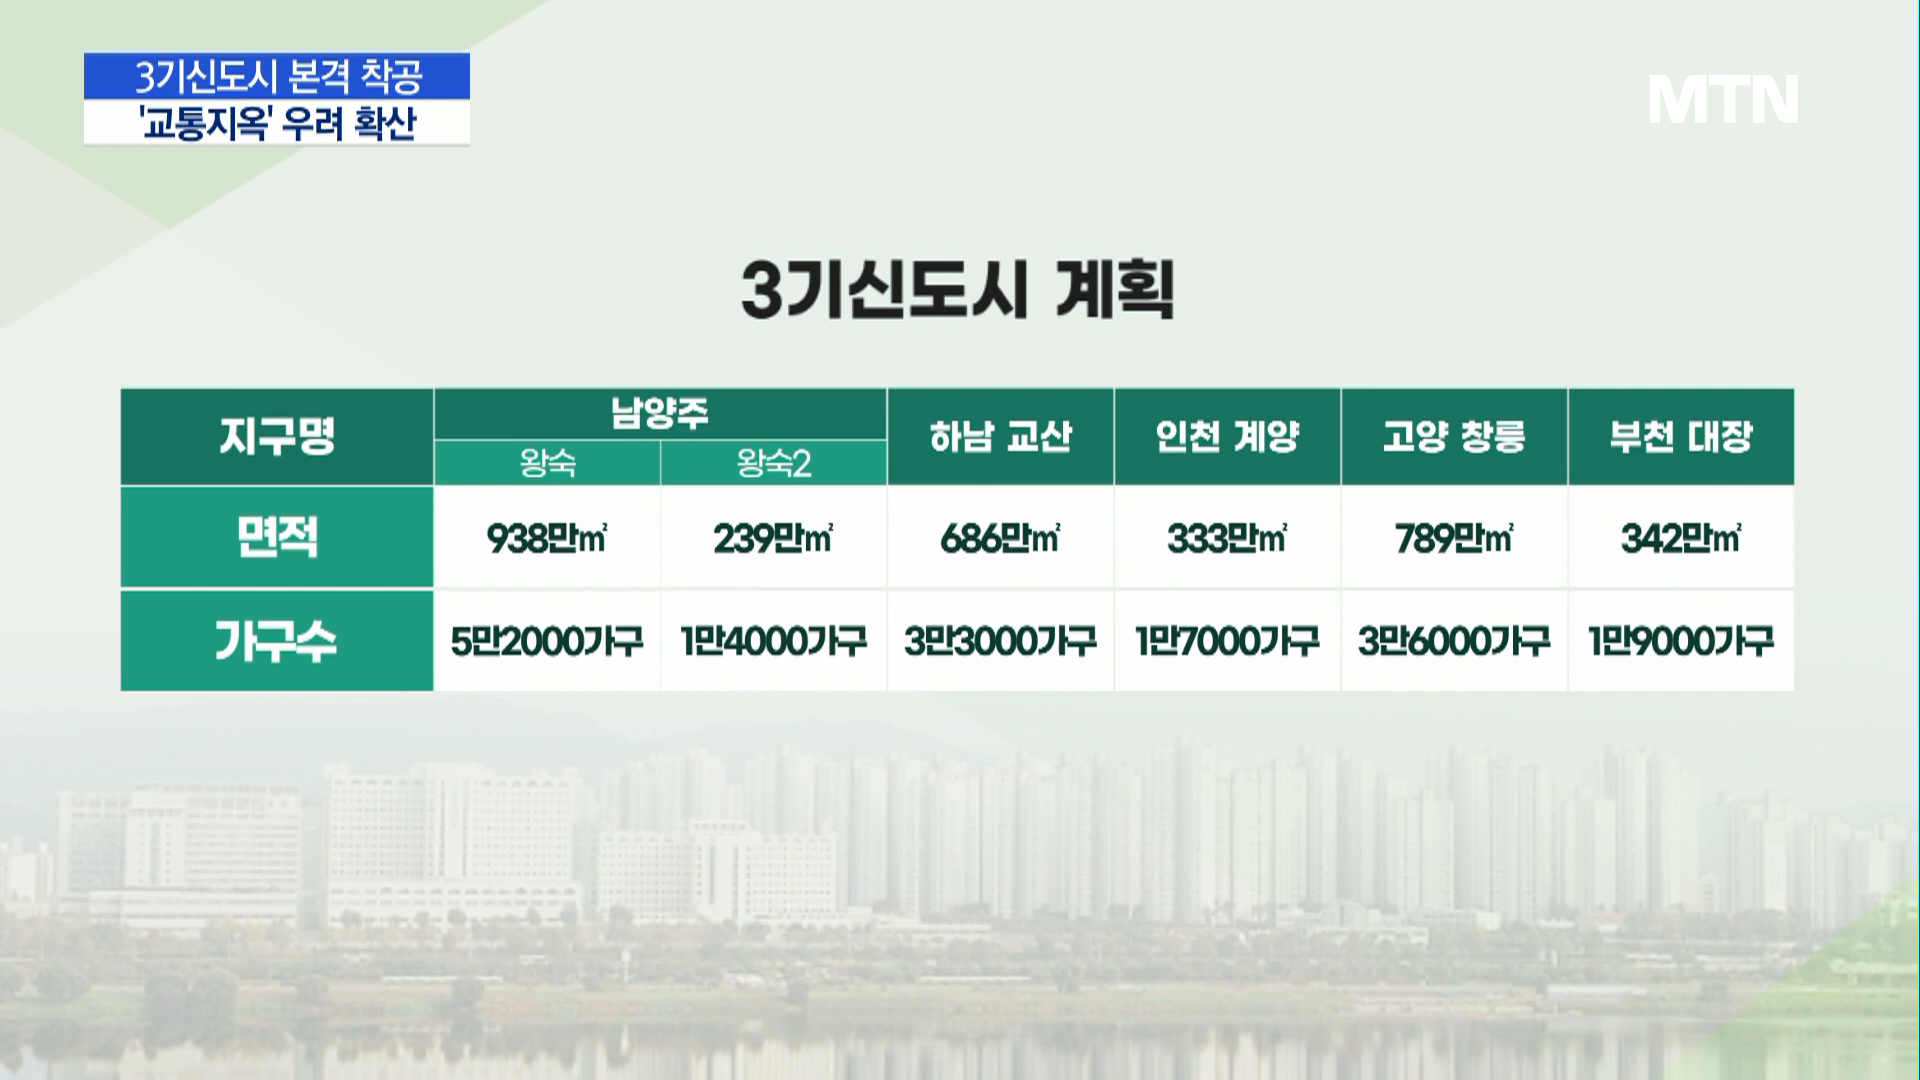 3기신도시 본격 착공
'교통지옥' 우려 확산
MTN
3기신도시 계획
지구명 남양주 하남 교산 인천 계양 고양 창릉 부천 대장
왕숙 왕숙2
면적 938만㎡ 239만㎡ 686만㎡ 333만㎡ 789만㎡ 342만㎡
가구수 5만2000가구 1만4000가구 3만3000가구 1만7000가구 3만6000가구 1만9000가구